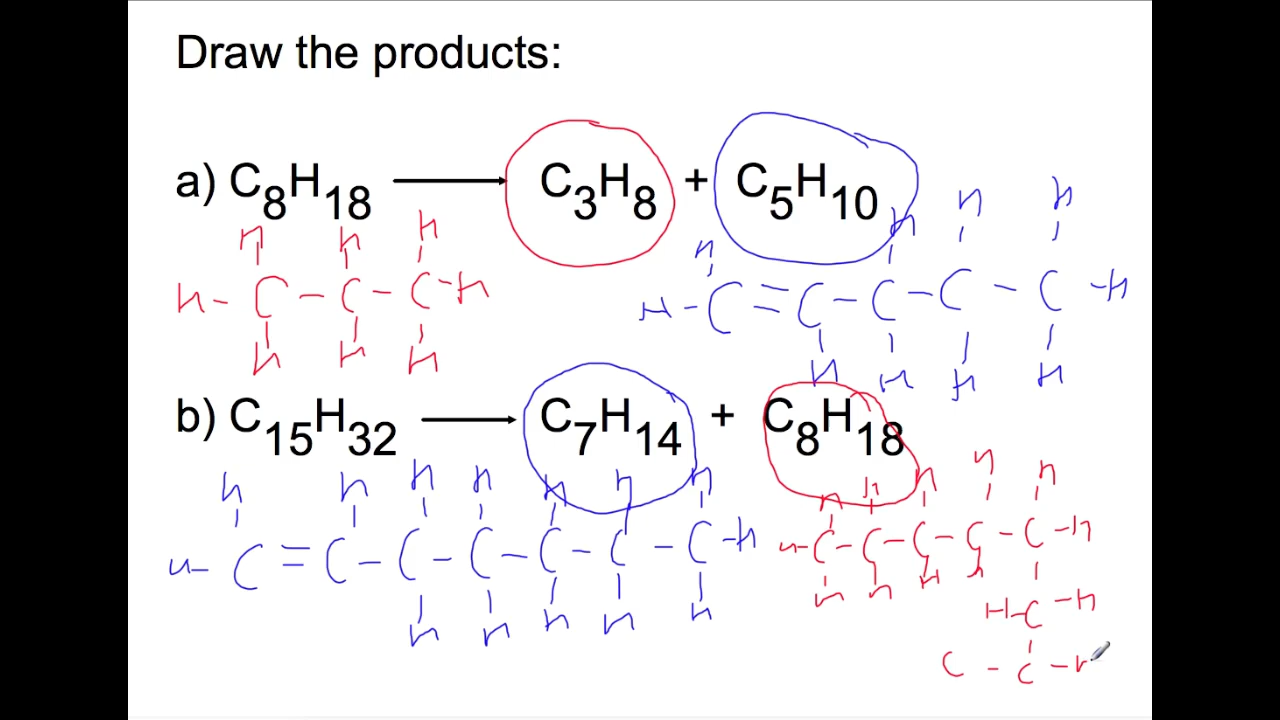 Draw the products:
a) C8H18 ⟶ C3H8 + C5H10
H H H
H - C - C - C - H
H H H
H H H H
H - C = C - C - C - C - H
H H H H
b) C15H32 ⟶ C7H14 + C8H18
H H H H H H H
H - C = C - C - C - C - C - C - H
H H H H H
H H H H H
H - C - C - C - C - C - H
H H H H
H - C - H
C - C - H